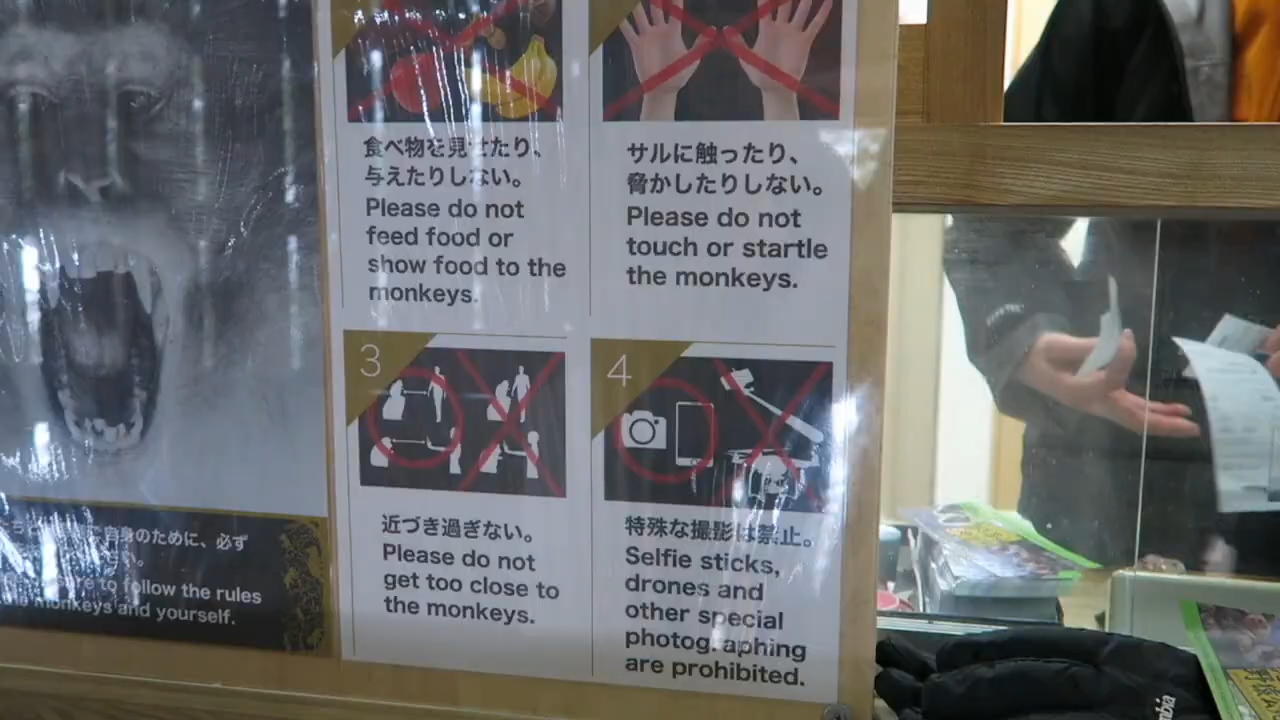 食べ物を見せたり、
与えたりしない。
Please do not
feed food or
show food to the
monkeys.
サルに触ったり、
脅かしたりしない。
Please do not
touch or startle
the monkeys.
3
近づき過ぎない。
Please do not
get too close to
the monkeys.
4
特殊な撮影は禁止。
Selfie sticks,
drones and
other special
photographing
are prohibited.
自身のために、必ず
to follow the rules
monkeys and yourself.